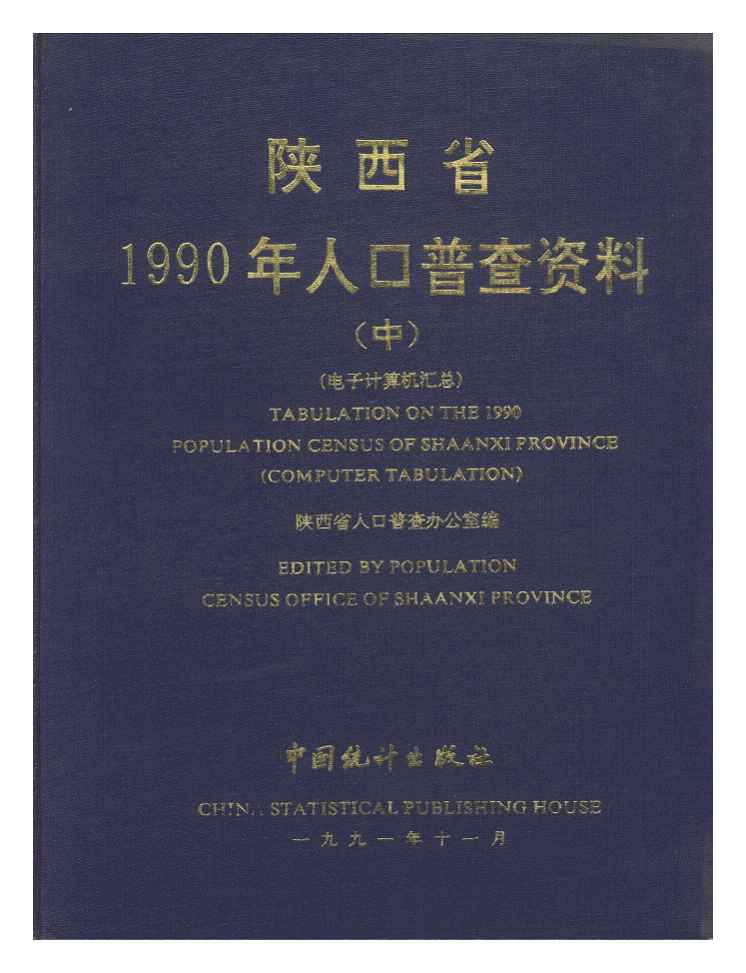 陕西省
1990年人口普查资料
(中)
(电子计算机汇总)
TABULATION ON THE 1990
POPULATION CENSUS OF SHAANXI PROVINCE
(COMPUTER TABULATION)
陕西省人口普查办公室编
EDITED BY POPULATION
CENSUS OFFICE OF SHAANXI PROVINCE
中国统计出版社
CHINA STATISTICAL PUBLISHING HOUSE
一九九一年十一月